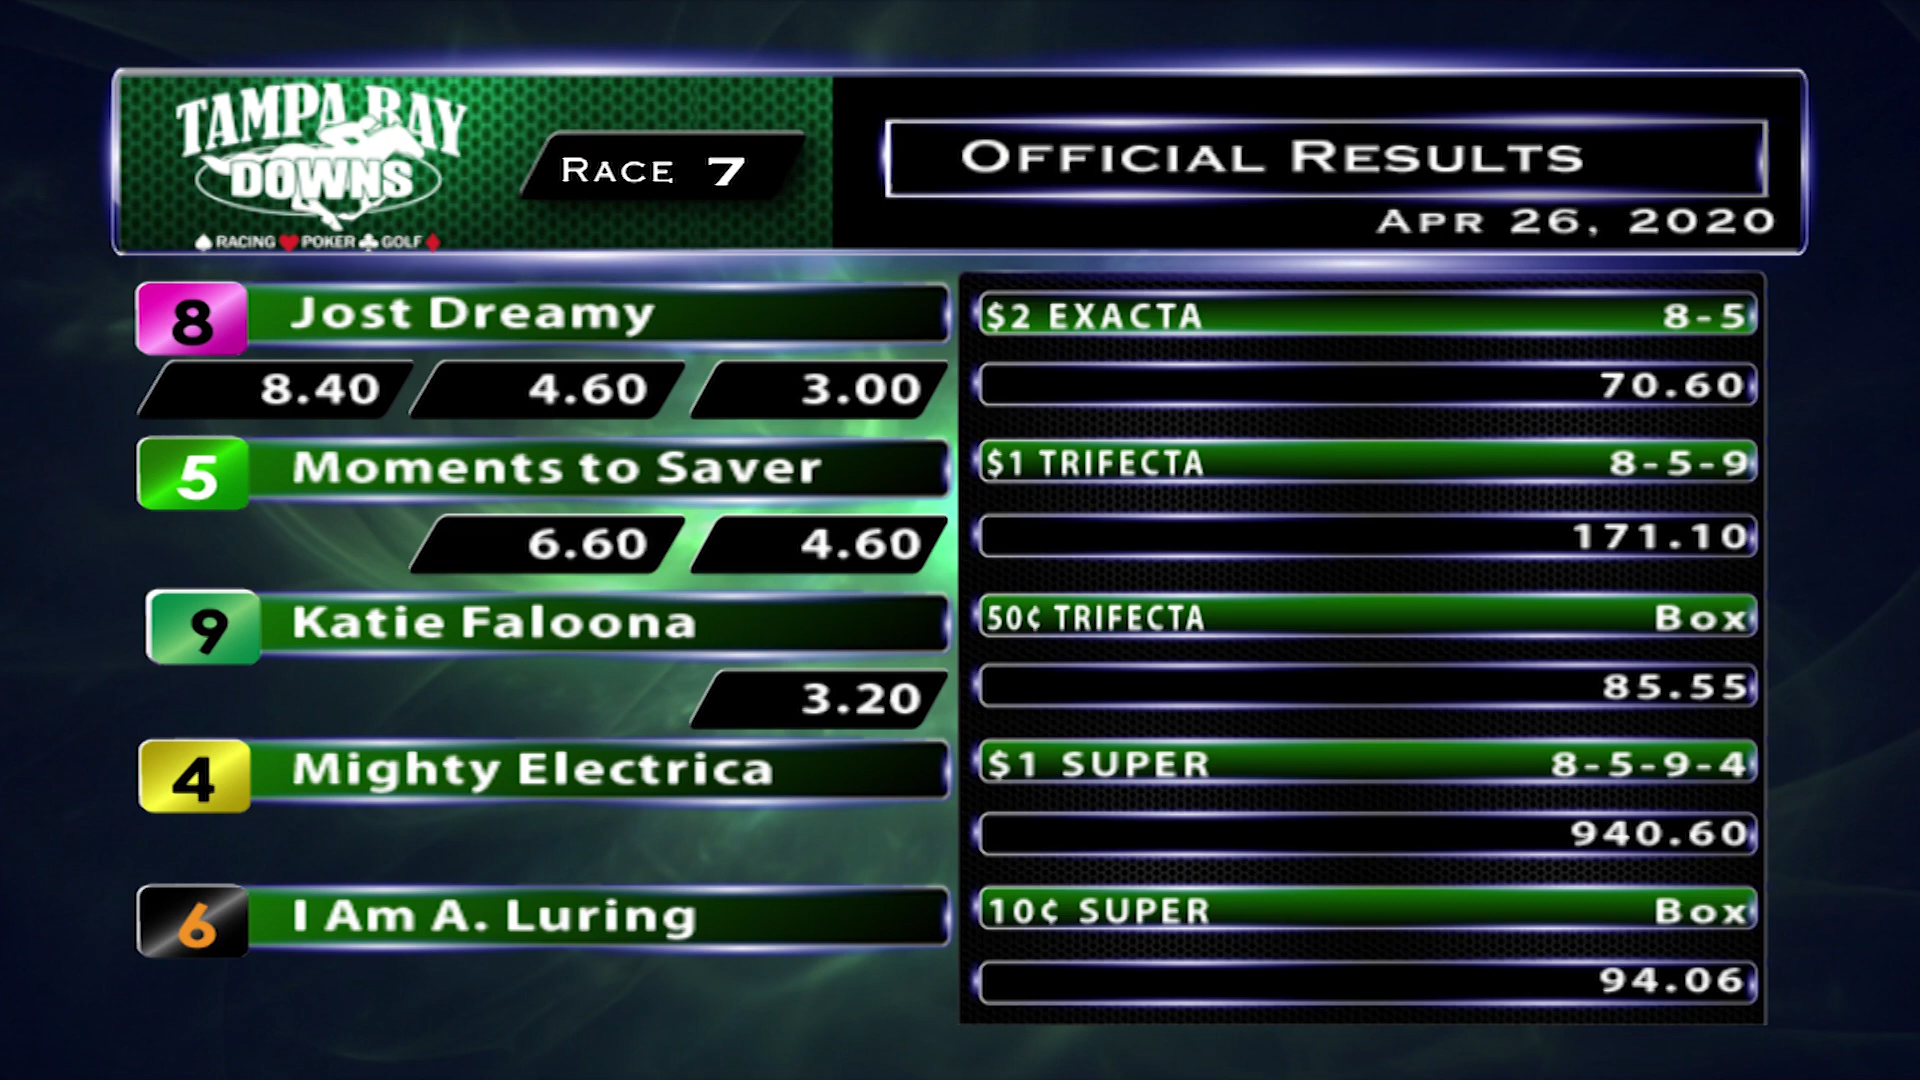 TAMPA BAY
DOWNS
RACING POKER GOLF
RACE 7
OFFICIAL RESULTS
APR 26, 2020
8 Jost Dreamy
8.40 4.60 3.00
5 Moments to Saver
6.60 4.60
9 Katie Faloona
3.20
4 Mighty Electrica
6 I Am A. Luring
$2 EXACTA 8-5
70.60
$1 TRIFECTA 8-5-9
171.10
50¢ TRIFECTA Box
85.55
$1 SUPER 8-5-9-4
940.60
10¢ SUPER Box
94.06